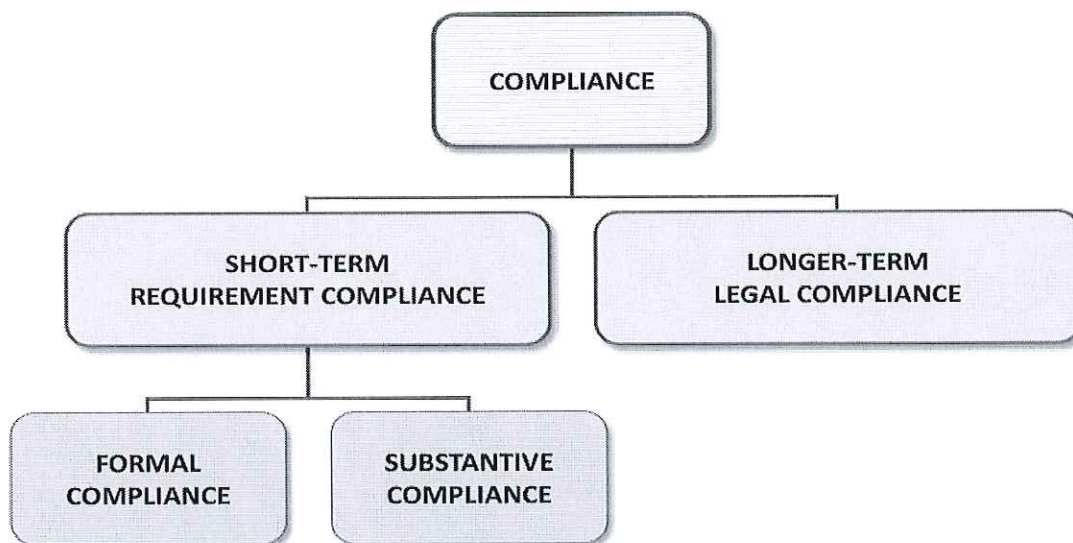 COMPLIANCE
SHORT-TERM
REQUIREMENT COMPLIANCE
LONGER-TERM
LEGAL COMPLIANCE
FORMAL
COMPLIANCE
SUBSTANTIVE
COMPLIANCE